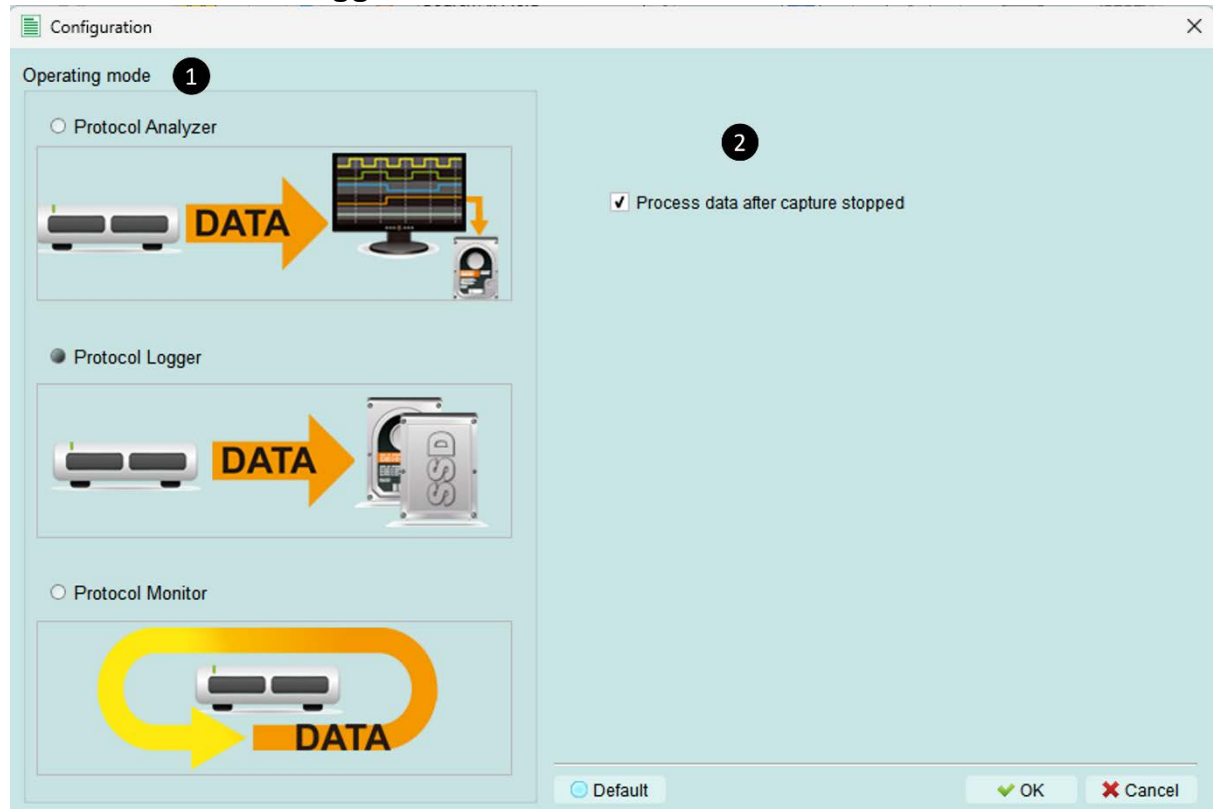 Configuration
Operating mode 1
Protocol Analyzer
DATA
2
Process data after capture stopped
Protocol Logger
DATA
SSD
Protocol Monitor
DATA
Default
OK
Cancel